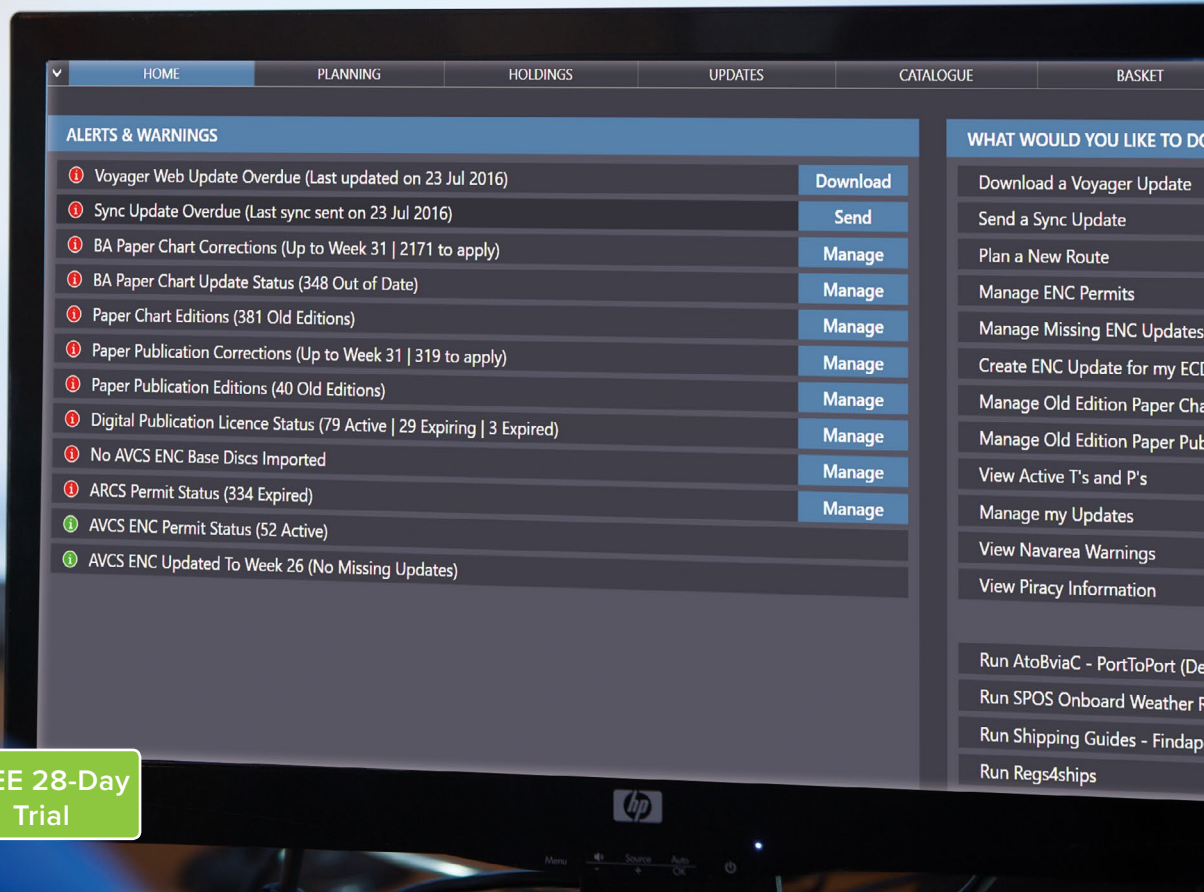 HOME PLANNING HOLDINGS UPDATES CATALOGUE BASKET
ALERTS & WARNINGS
Voyager Web Update Overdue (Last updated on 23 Jul 2016) Download
Sync Update Overdue (Last sync sent on 23 Jul 2016) Send
BA Paper Chart Corrections (Up to Week 31 | 2171 to apply) Manage
BA Paper Chart Update Status (348 Out of Date) Manage
Paper Chart Editions (381 Old Editions) Manage
Paper Publication Corrections (Up to Week 31 | 319 to apply) Manage
Paper Publication Editions (40 Old Editions) Manage
Digital Publication Licence Status (79 Active | 29 Expiring | 3 Expired) Manage
No AVCS ENC Base Discs Imported Manage
ARCS Permit Status (334 Expired) Manage
AVCS ENC Permit Status (52 Active)
AVCS ENC Updated To Week 26 (No Missing Updates)
WHAT WOULD YOU LIKE TO DO
Download a Voyager Update
Send a Sync Update
Plan a New Route
Manage ENC Permits
Manage Missing ENC Updates
Create ENC Update for my ECD
Manage Old Edition Paper Cha
Manage Old Edition Paper Pub
View Active T's and P's
Manage my Updates
View Navarea Warnings
View Piracy Information
Run AtoBviaC - PortToPort (De
Run SPOS Onboard Weather R
Run Shipping Guides - Findap
Run Regs4ships
EE 28-Day
Trial
hp
Menu Source Auto
- + OK